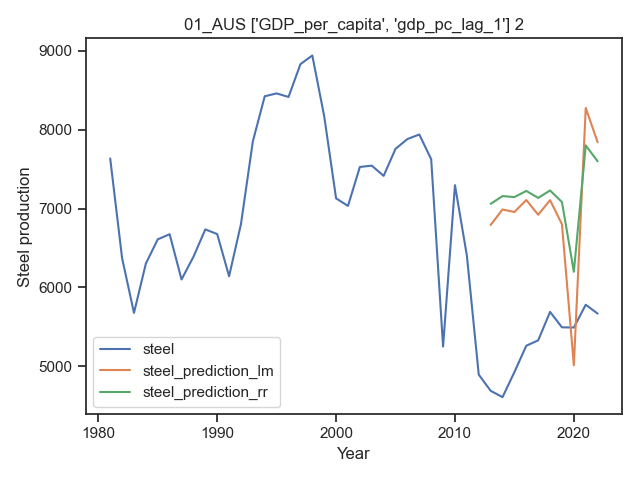 01_AUS ['GDP_per_capita', 'gdp_pc_lag_1'] 2
9000
8000
7000
6000
5000
Steel production
steel
steel_prediction_lm
steel_prediction_rr
1980
1990
2000
2010
2020
Year